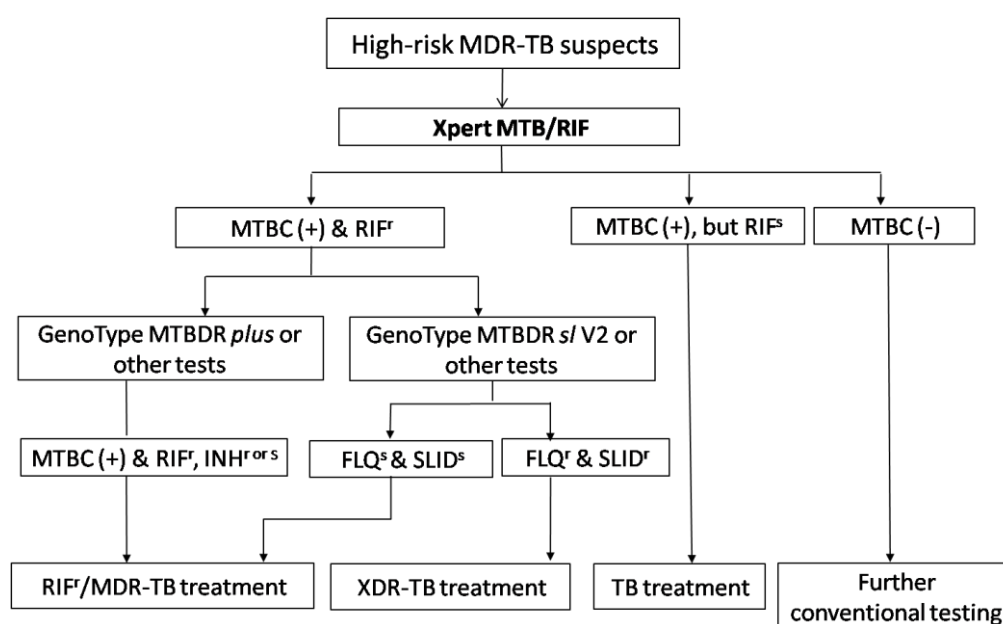 High-risk MDR-TB suspects
Xpert MTB/RIF
MTBC (+) & RIFʳ
MTBC (+), but RIFˢ
MTBC (-)
GenoType MTBDR plus or
other tests
GenoType MTBDR sl V2 or
other tests
MTBC (+) & RIFʳ, INHʳ ᵒʳ ˢ
FLQˢ & SLIDˢ
FLQʳ & SLIDʳ
RIFʳ/MDR-TB treatment
XDR-TB treatment
TB treatment
Further
conventional testing